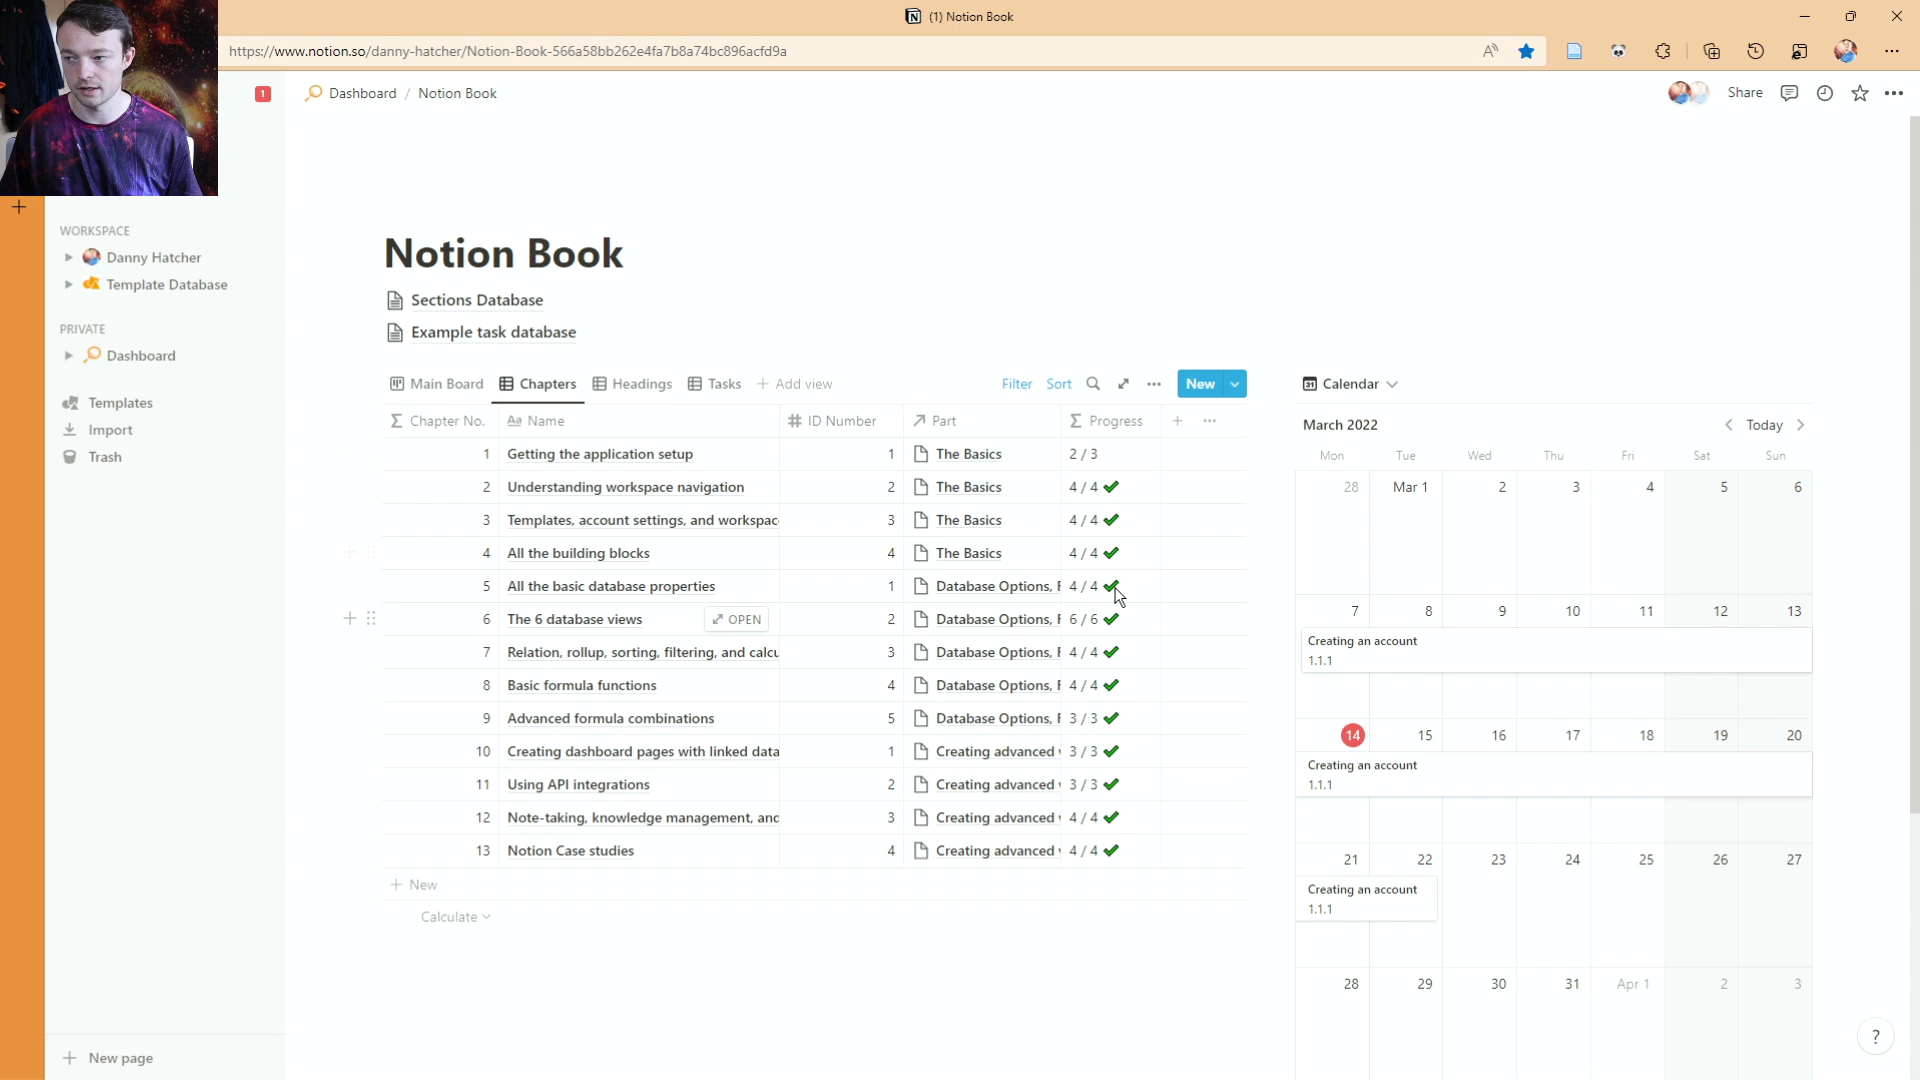 (1) Notion Book
https://www.notion.so/danny-hatcher/Notion-Book-566a58bb262e4fa7b8a74bc896acfd9a
1
Dashboard / Notion Book
Share
WORKSPACE
Danny Hatcher
Template Database
PRIVATE
Dashboard
Templates
Import
Trash
New page
Notion Book
Sections Database
Example task database
Main Board Chapters Headings Tasks + Add view
Filter Sort New
Chapter No. Aa Name # ID Number Part Progress
1 Getting the application setup 1 The Basics 2 / 3
2 Understanding workspace navigation 2 The Basics 4 / 4
3 Templates, account settings, and workspac 3 The Basics 4 / 4
4 All the building blocks 4 The Basics 4 / 4
5 All the basic database properties 1 Database Options, F 4 / 4
6 The 6 database views OPEN 2 Database Options, F 6 / 6
7 Relation, rollup, sorting, filtering, and calcu 3 Database Options, F 4 / 4
8 Basic formula functions 4 Database Options, F 4 / 4
9 Advanced formula combinations 5 Database Options, F 3 / 3
10 Creating dashboard pages with linked data 1 Creating advanced 3 / 3
11 Using API integrations 2 Creating advanced 3 / 3
12 Note-taking, knowledge management, and 3 Creating advanced 4 / 4
13 Notion Case studies 4 Creating advanced 4 / 4
+ New
Calculate
Calendar
March 2022
Today
Mon Tue Wed Thu Fri Sat Sun
28 Mar 1 2 3 4 5 6
7 8 9 10 11 12 13
Creating an account
1.1.1
14 15 16 17 18 19 20
Creating an account
1.1.1
21 22 23 24 25 26 27
Creating an account
1.1.1
28 29 30 31 Apr 1 2 3
?